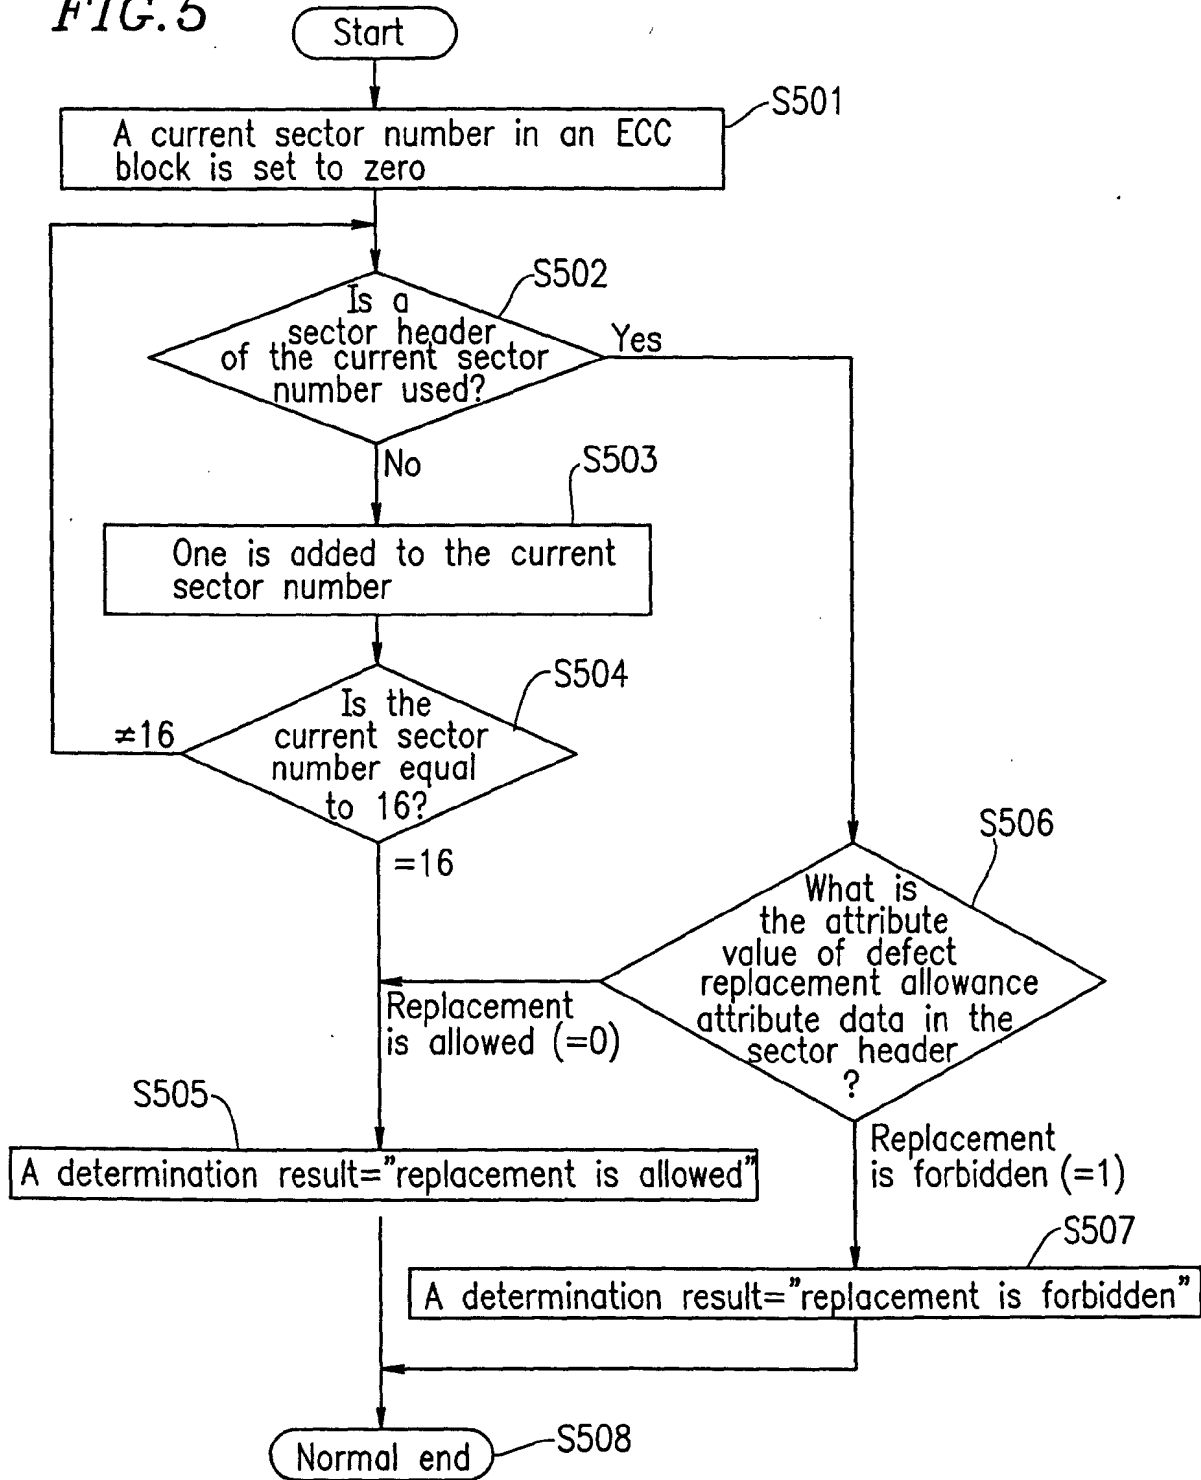 FIG. 5
Start
S501
A current sector number in an ECC
block is set to zero
S502
Is a
sector header
of the current sector
number used?
Yes
No
S503
One is added to the current
sector number
S504
Is the
current sector
number equal
to 16?
≠16
=16
S506
What is
the attribute
value of defect
replacement allowance
attribute data in the
sector header
?
Replacement
is allowed (=0)
S505
A determination result="replacement is allowed"
Replacement
is forbidden (=1)
S507
A determination result="replacement is forbidden"
Normal end
S508